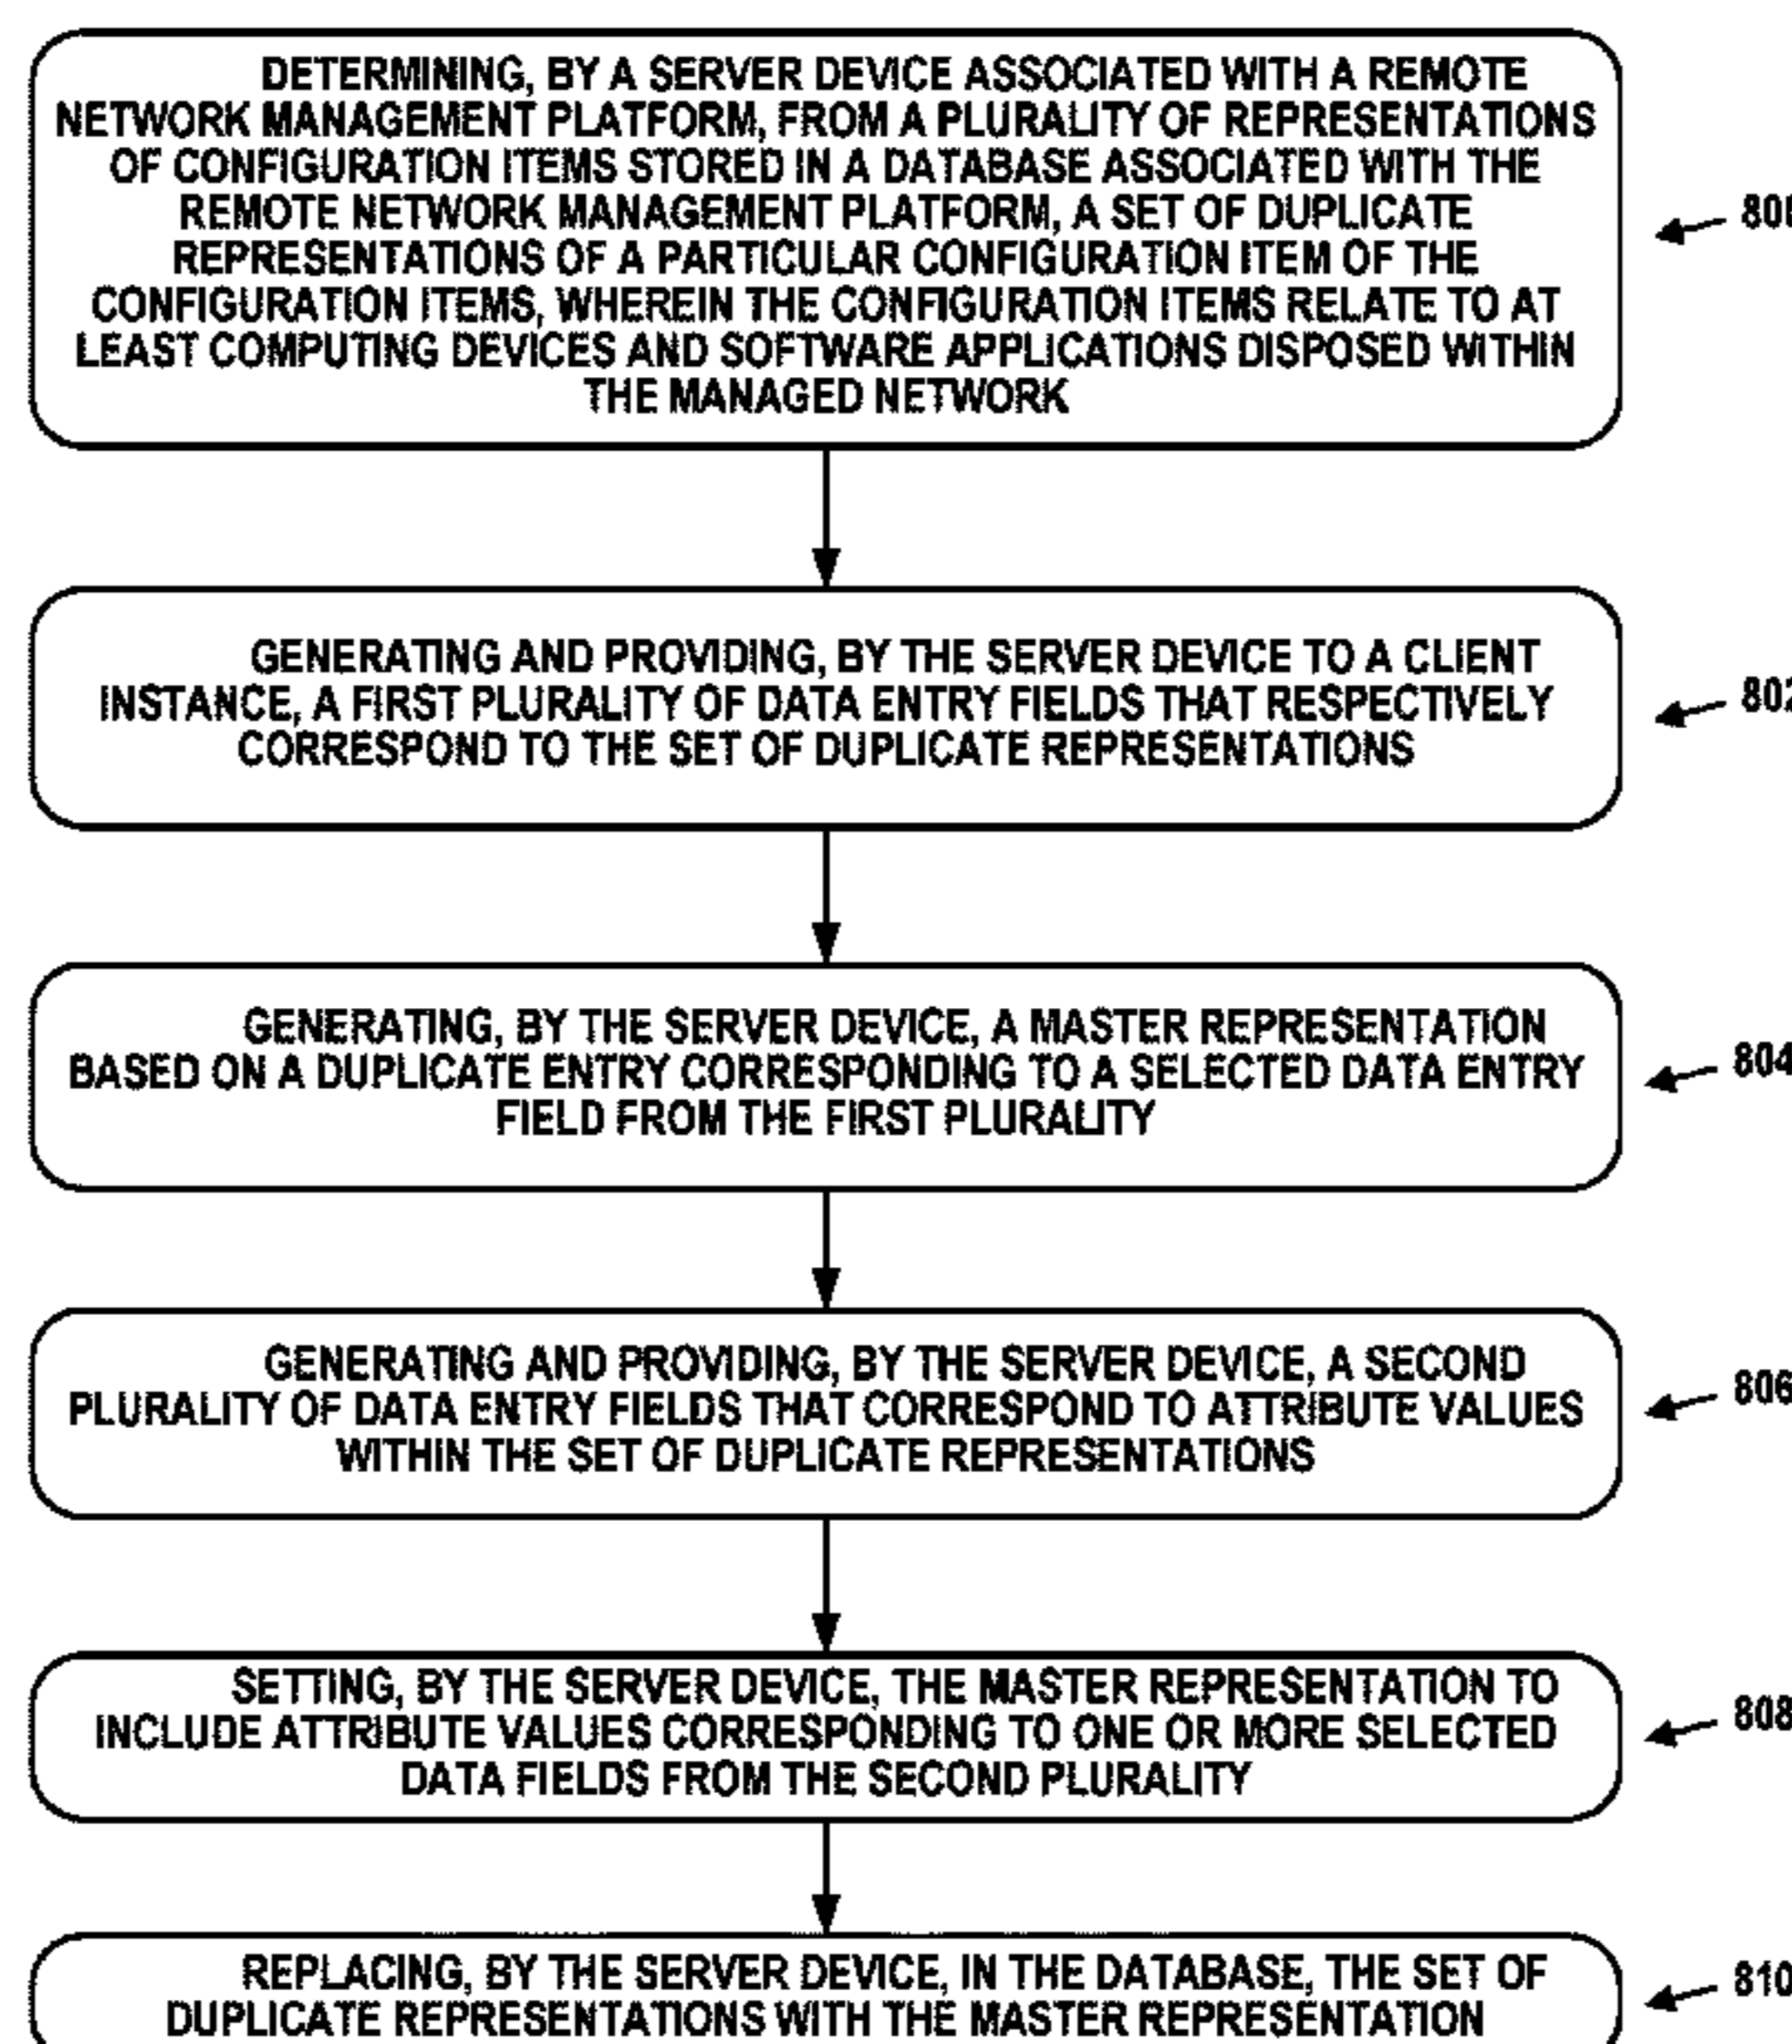 DETERMINING, BY A SERVER DEVICE ASSOCIATED WITH A REMOTE
NETWORK MANAGEMENT PLATFORM, FROM A PLURALITY OF REPRESENTATIONS
OF CONFIGURATION ITEMS STORED IN A DATABASE ASSOCIATED WITH THE
REMOTE NETWORK MANAGEMENT PLATFORM, A SET OF DUPLICATE
REPRESENTATIONS OF A PARTICULAR CONFIGURATION ITEM OF THE
CONFIGURATION ITEMS, WHEREIN THE CONFIGURATION ITEMS RELATE TO AT
LEAST COMPUTING DEVICES AND SOFTWARE APPLICATIONS DISPOSED WITHIN
THE MANAGED NETWORK
GENERATING AND PROVIDING, BY THE SERVER DEVICE TO A CLIENT
INSTANCE, A FIRST PLURALITY OF DATA ENTRY FIELDS THAT RESPECTIVELY
CORRESPOND TO THE SET OF DUPLICATE REPRESENTATIONS
802
GENERATING, BY THE SERVER DEVICE, A MASTER REPRESENTATION
BASED ON A DUPLICATE ENTRY CORRESPONDING TO A SELECTED DATA ENTRY
FIELD FROM THE FIRST PLURALITY
804
GENERATING AND PROVIDING, BY THE SERVER DEVICE, A SECOND
PLURALITY OF DATA ENTRY FIELDS THAT CORRESPOND TO ATTRIBUTE VALUES
WITHIN THE SET OF DUPLICATE REPRESENTATIONS
806
SETTING, BY THE SERVER DEVICE, THE MASTER REPRESENTATION TO
INCLUDE ATTRIBUTE VALUES CORRESPONDING TO ONE OR MORE SELECTED
DATA FIELDS FROM THE SECOND PLURALITY
808
REPLACING, BY THE SERVER DEVICE, IN THE DATABASE, THE SET OF
DUPLICATE REPRESENTATIONS WITH THE MASTER REPRESENTATION
810